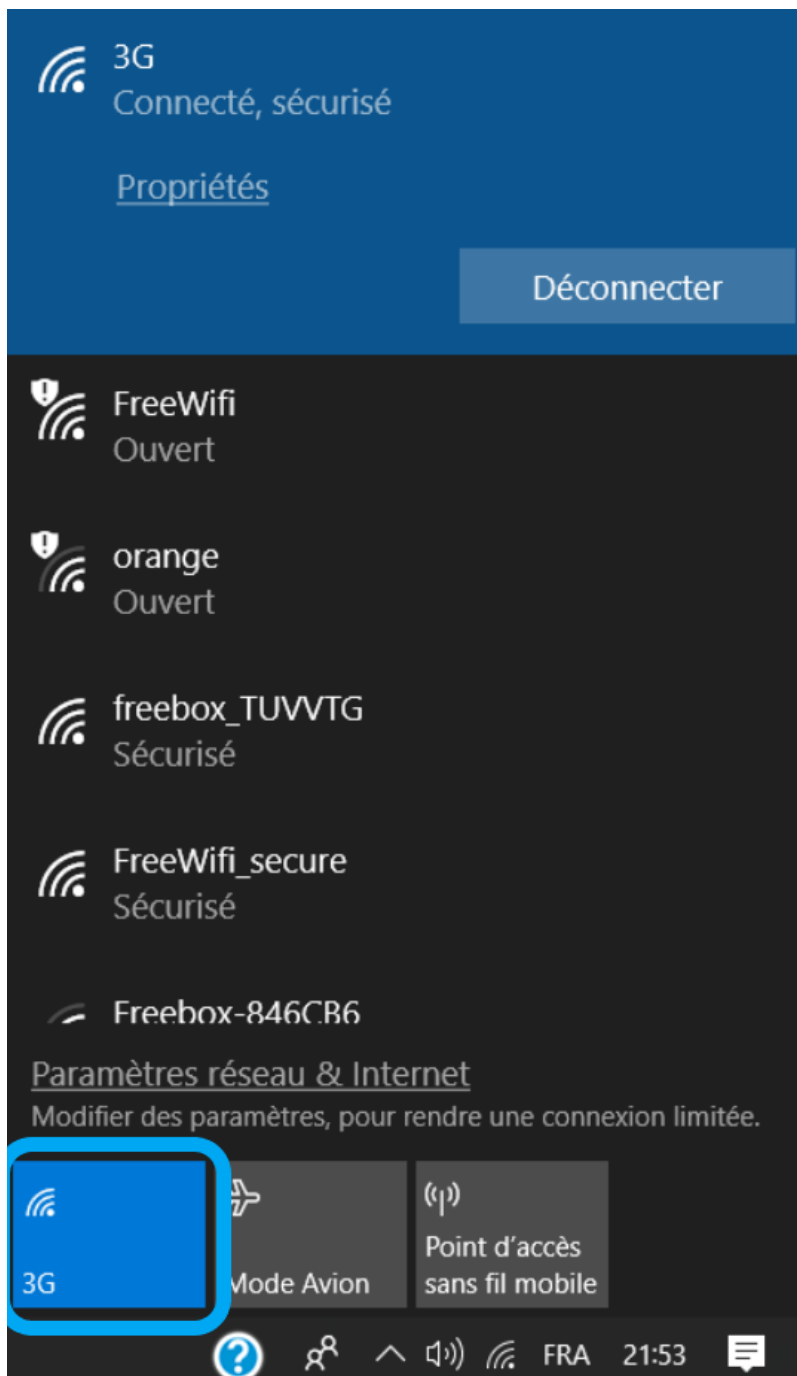 3G
Connecté, sécurisé
Propriétés
Déconnecter
FreeWifi
Ouvert
orange
Ouvert
freebox_TUVVTG
Sécurisé
FreeWifi_secure
Sécurisé
Freebox-846CB6
Paramètres réseau & Internet
Modifier des paramètres, pour rendre une connexion limitée.
3G
Mode Avion
Point d'accès
sans fil mobile
FRA 21:53